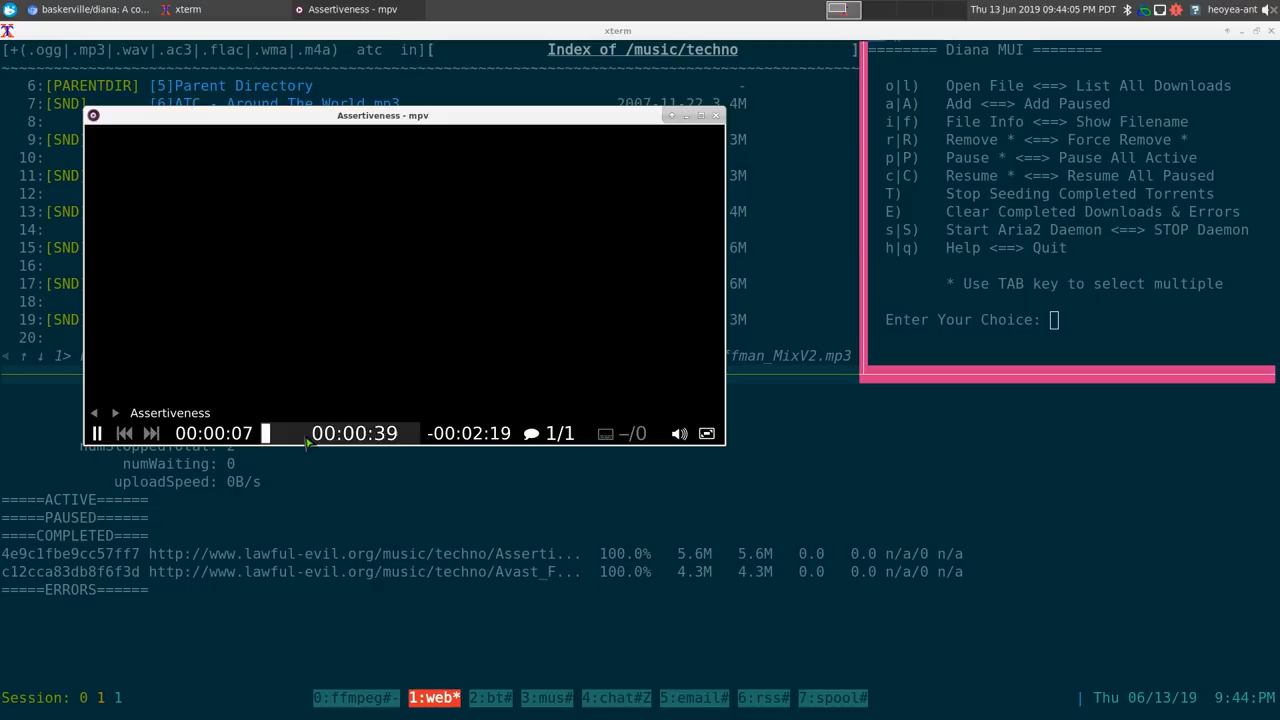 baskerville/diana: A co...
xterm
Assertiveness - mpv
Thu 13 Jun 2019 09:44:05 PDT
heoyea-ant
xterm
[+(.ogg|.mp3|.wav|.ac3|.flac|.wma|.m4a) atc in][ Index of /music/techno ]
6:[PARENTDIR] [5]Parent Directory -
7:[SND] [6]ATC - Around The World.mp3 2007-11-22 3.4M
8:
9:[SND 3M
10:
11:[SND 3M
12:
13:[SND 4M
14:
15:[SND 6M
16:
17:[SND 6M
18:
19:[SND 3M
20:
1> ffman_MixV2.mp3
======== Diana MUI ========
o|l) Open File <==> List All Downloads
a|A) Add <==> Add Paused
i|f) File Info <==> Show Filename
r|R) Remove * <==> Force Remove *
p|P) Pause * <==> Pause All Active
c|C) Resume * <==> Resume All Paused
T) Stop Seeding Completed Torrents
E) Clear Completed Downloads & Errors
s|S) Start Aria2 Daemon <==> STOP Daemon
h|q) Help <==> Quit
* Use TAB key to select multiple
Enter Your Choice:
Assertiveness - mpv
Assertiveness
00:00:07 00:00:39 -00:02:19 1/1 –/0
numStoppedTotal: 2
numWaiting: 0
uploadSpeed: 0B/s
=====ACTIVE======
=====PAUSED======
====COMPLETED====
4e9c1fbe9cc57ff7 http://www.lawful-evil.org/music/techno/Asserti... 100.0% 5.6M 5.6M 0.0 0.0 n/a/0 n/a
c12cca83db8f6f3d http://www.lawful-evil.org/music/techno/Avast_F... 100.0% 4.3M 4.3M 0.0 0.0 n/a/0 n/a
=====ERRORS======
Session: 0 1 1 0:ffmpeg#- 1:web* 2:bt# 3:mus# 4:chat#Z 5:email# 6:rss# 7:spool# | Thu 06/13/19 9:44:PM